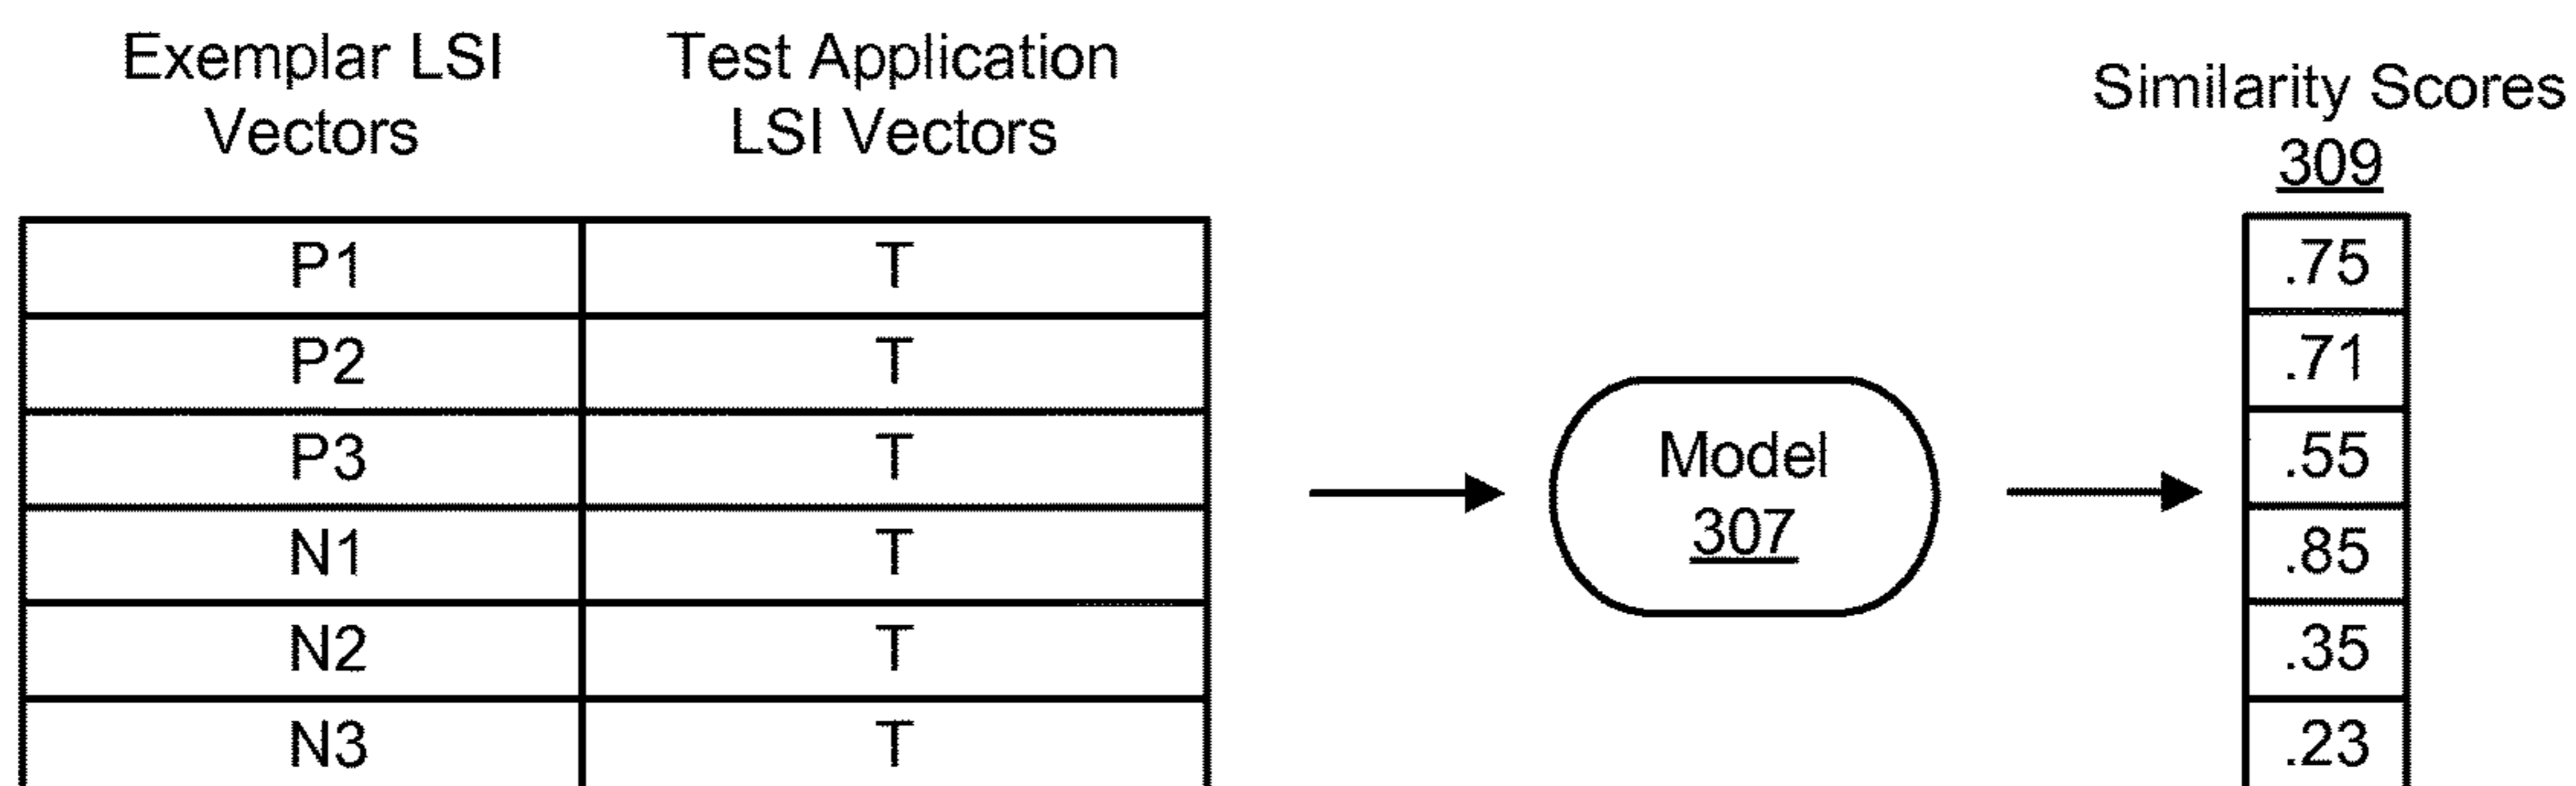 Exemplar LSI
Vectors
Test Application
LSI Vectors
Similarity Scores
309
P1 T .75
P2 T .71
P3 T .55
N1 T .85
N2 T .35
N3 T .23
Model
307